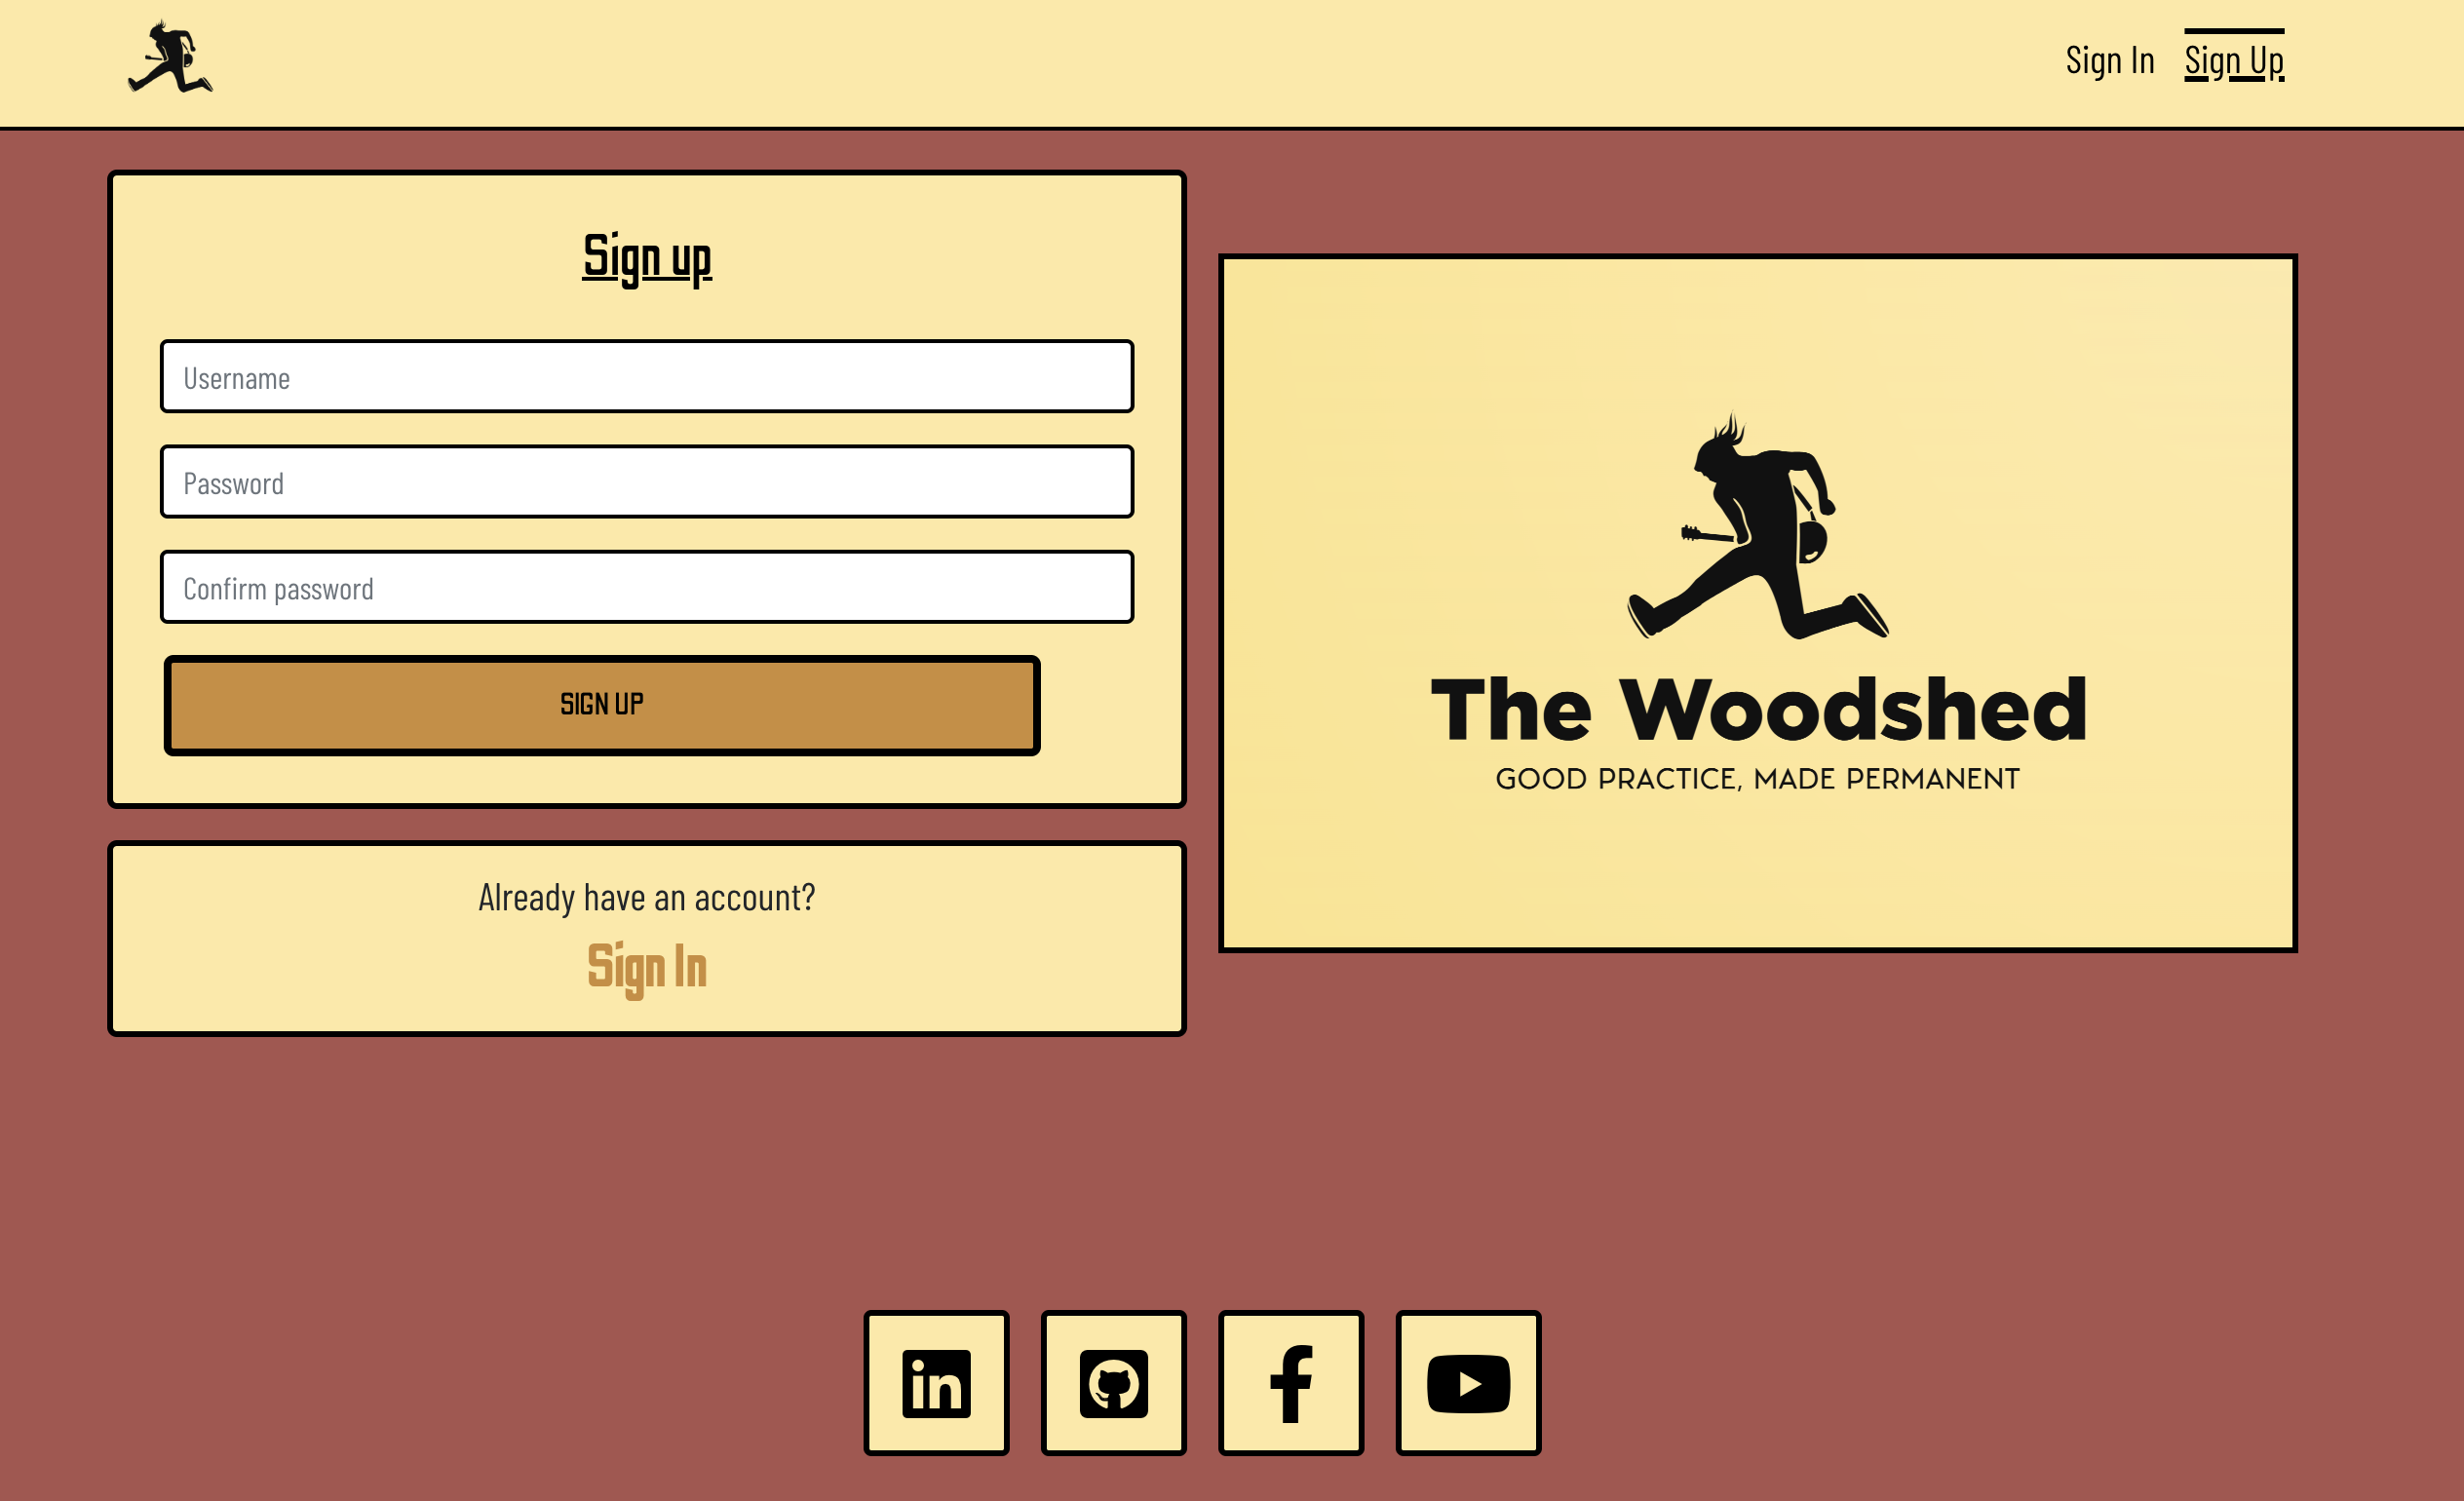 Sign In
Sign Up
Sign up
Username
Password
Confirm password
SIGN UP
Already have an account?
Sign In
The Woodshed
GOOD PRACTICE, MADE PERMANENT
in